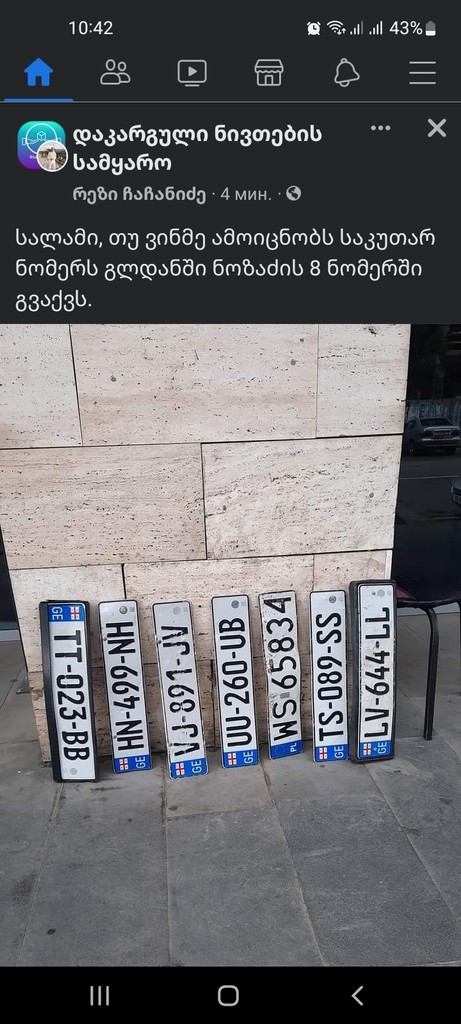 10:42
43%
დაკარგული ნივთების
სამყარო
რეზი ჩაჩანიძე · 4 мин. ·
სალამი, თუ ვინმე ამოიცნობს საკუთარ
ნომერს გლდანში ნოზაძის 8 ნომერში
გვაქვს.
GE TT-023-BB
GE HN-499-NH
GE VJ-891-JV
GE UU-260-UB
PL WS 65834
GE TS-089-SS
GE LV-644-LL